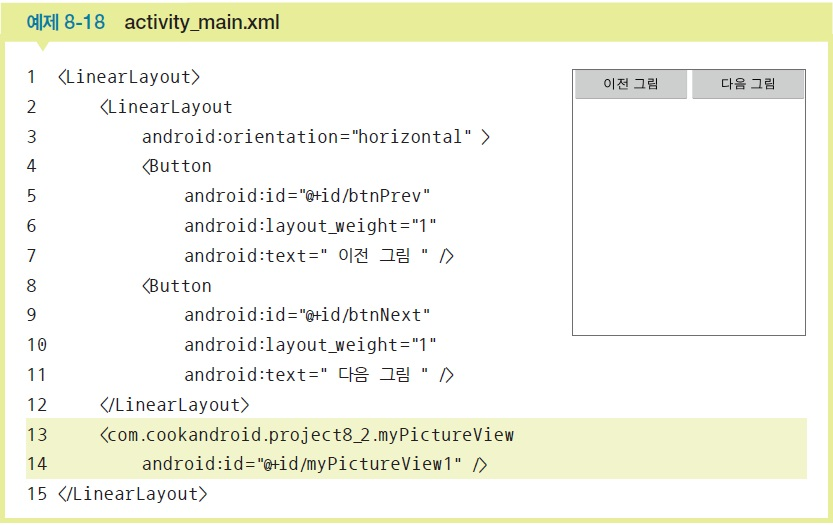 예제 8-18 activity_main.xml
1 <LinearLayout>
2 <LinearLayout
3 android:orientation="horizontal" >
4 <Button
5 android:id="@+id/btnPrev"
6 android:layout_weight="1"
7 android:text=" 이전 그림 " />
8 <Button
9 android:id="@+id/btnNext"
10 android:layout_weight="1"
11 android:text=" 다음 그림 " />
12 </LinearLayout>
13 <com.cookandroid.project8_2.myPictureView
14 android:id="@+id/myPictureView1" />
15 </LinearLayout>
이전 그림 다음 그림